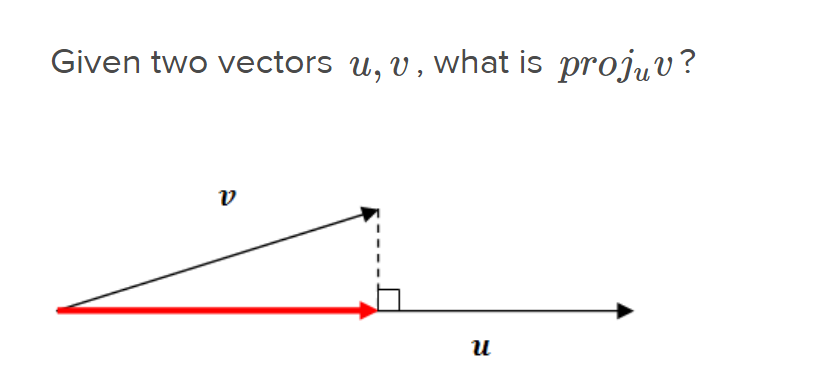 Given two vectors u, v, what is proj_u v?
v
u